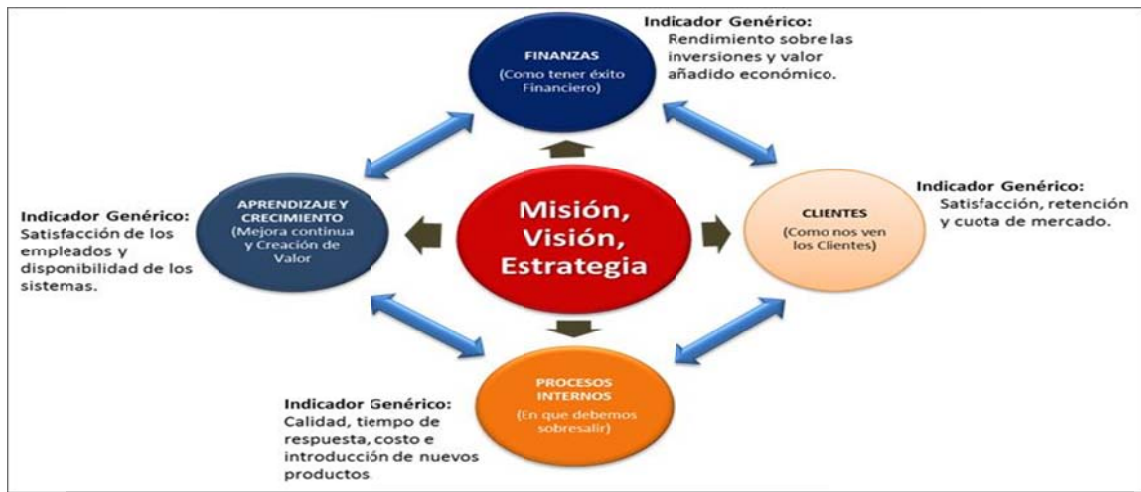 Indicador Genérico:
Rendimiento sobre las
inversiones y valor
añadido económico.
FINANZAS
(Como tener éxito
Financiero)
Indicador Genérico:
Satisfacción de los
empleados y
disponibilidad de los
sistemas.
APRENDIZAJE Y
CRECIMIENTO
(Mejora continua
y Creación de
Valor
Misión,
Visión,
Estrategia
CLIENTES
(Como nos ven
los Clientes)
Indicador Genérico:
Satisfacción, retención
y cuota de mercado.
PROCESOS
INTERNOS
(En que debemos
sobresalir)
Indicador Genérico:
Calidad, tiempo de
respuesta, costo e
introducción de nuevos
productos